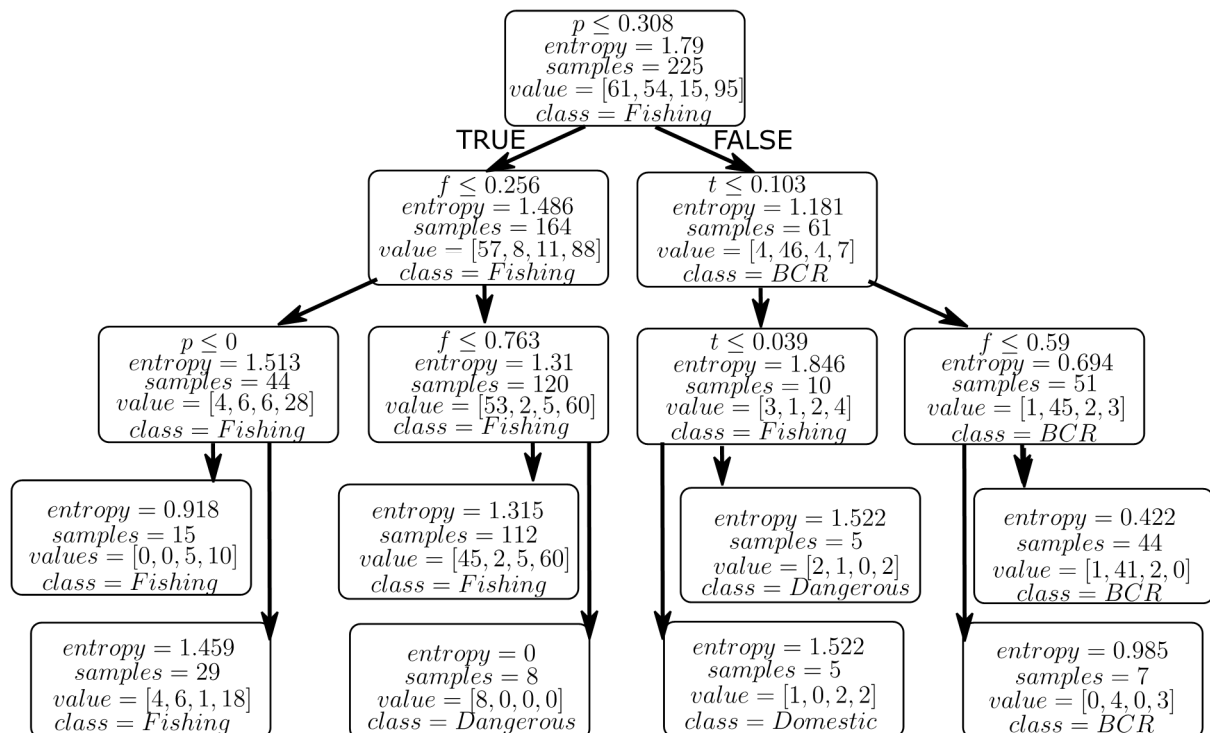 p ≤ 0.308
entropy = 1.79
samples = 225
value = [61, 54, 15, 95]
class = Fishing
TRUE
FALSE
f ≤ 0.256
entropy = 1.486
samples = 164
value = [57, 8, 11, 88]
class = Fishing
t ≤ 0.103
entropy = 1.181
samples = 61
value = [4, 46, 4, 7]
class = BCR
p ≤ 0
entropy = 1.513
samples = 44
value = [4, 6, 6, 28]
class = Fishing
f ≤ 0.763
entropy = 1.31
samples = 120
value = [53, 2, 5, 60]
class = Fishing
t ≤ 0.039
entropy = 1.846
samples = 10
value = [3, 1, 2, 4]
class = Fishing
f ≤ 0.59
entropy = 0.694
samples = 51
value = [1, 45, 2, 3]
class = BCR
entropy = 0.918
samples = 15
values = [0, 0, 5, 10]
class = Fishing
entropy = 1.315
samples = 112
value = [45, 2, 5, 60]
class = Fishing
entropy = 1.522
samples = 5
value = [2, 1, 0, 2]
class = Dangerous
entropy = 0.422
samples = 44
value = [1, 41, 2, 0]
class = BCR
entropy = 1.459
samples = 29
value = [4, 6, 1, 18]
class = Fishing
entropy = 0
samples = 8
value = [8, 0, 0, 0]
class = Dangerous
entropy = 1.522
samples = 5
value = [1, 0, 2, 2]
class = Domestic
entropy = 0.985
samples = 7
value = [0, 4, 0, 3]
class = BCR